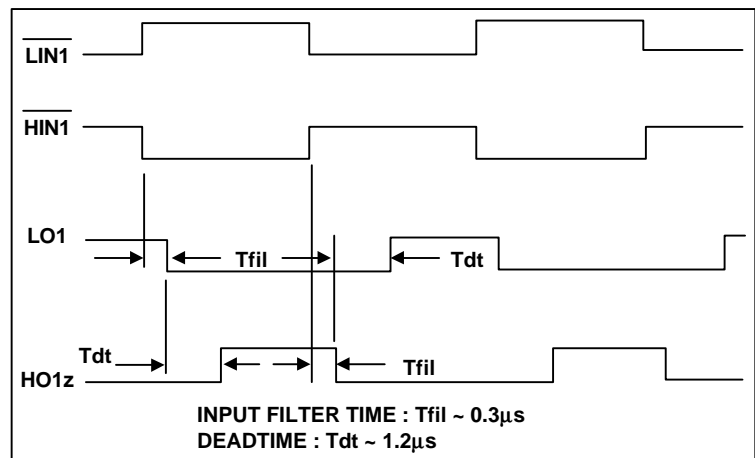 LIN1
HIN1
LO1
Tfil
Tdt
Tdt
Tfil
HO1z
INPUT FILTER TIME : Tfil ~ 0.3μs
DEADTIME : Tdt ~ 1.2μs